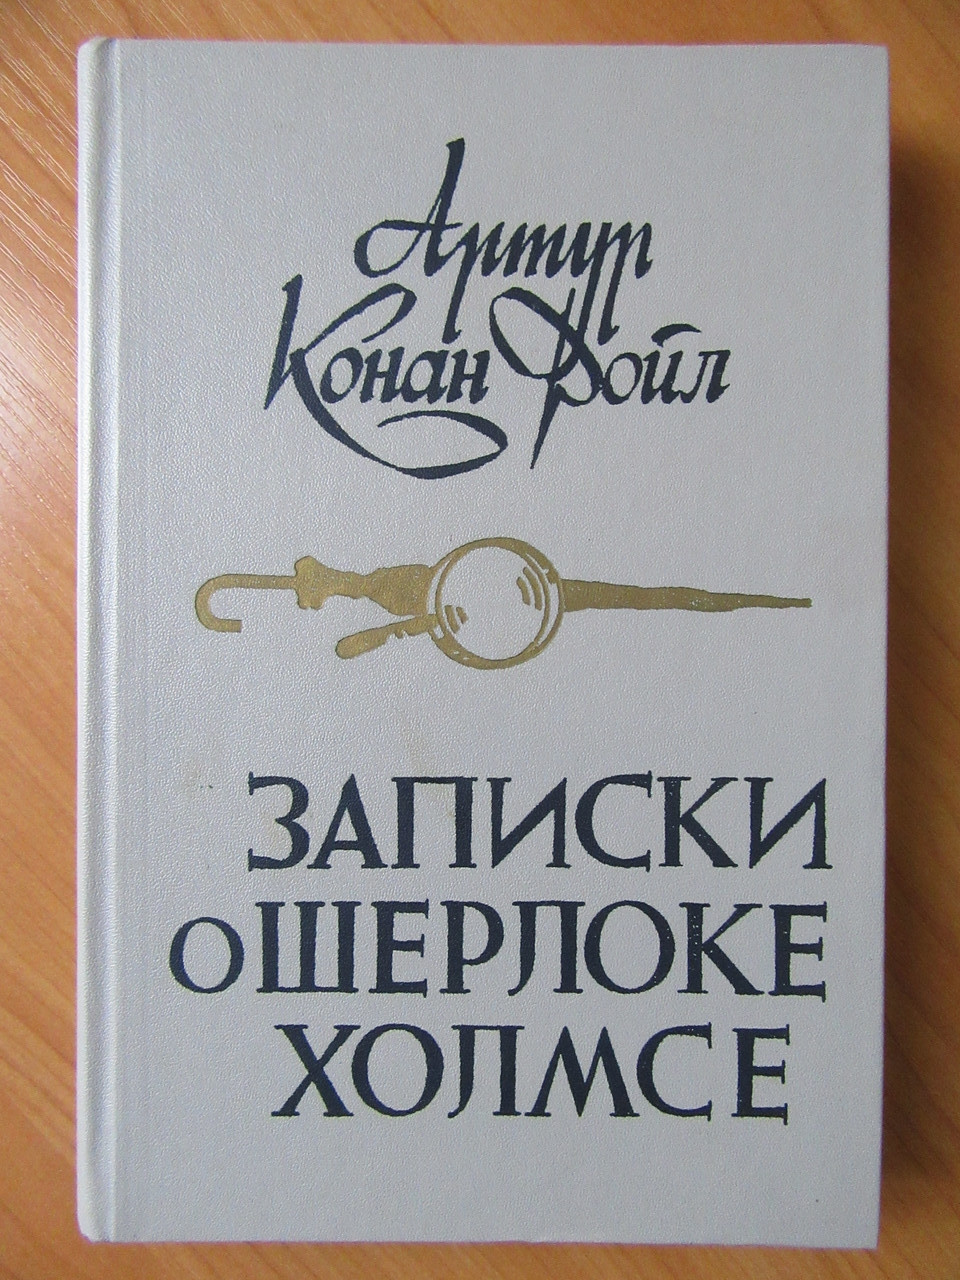 Артур
Конан Дойл
ЗАПИСКИ
О ШЕРЛОКЕ
ХОЛМСЕ